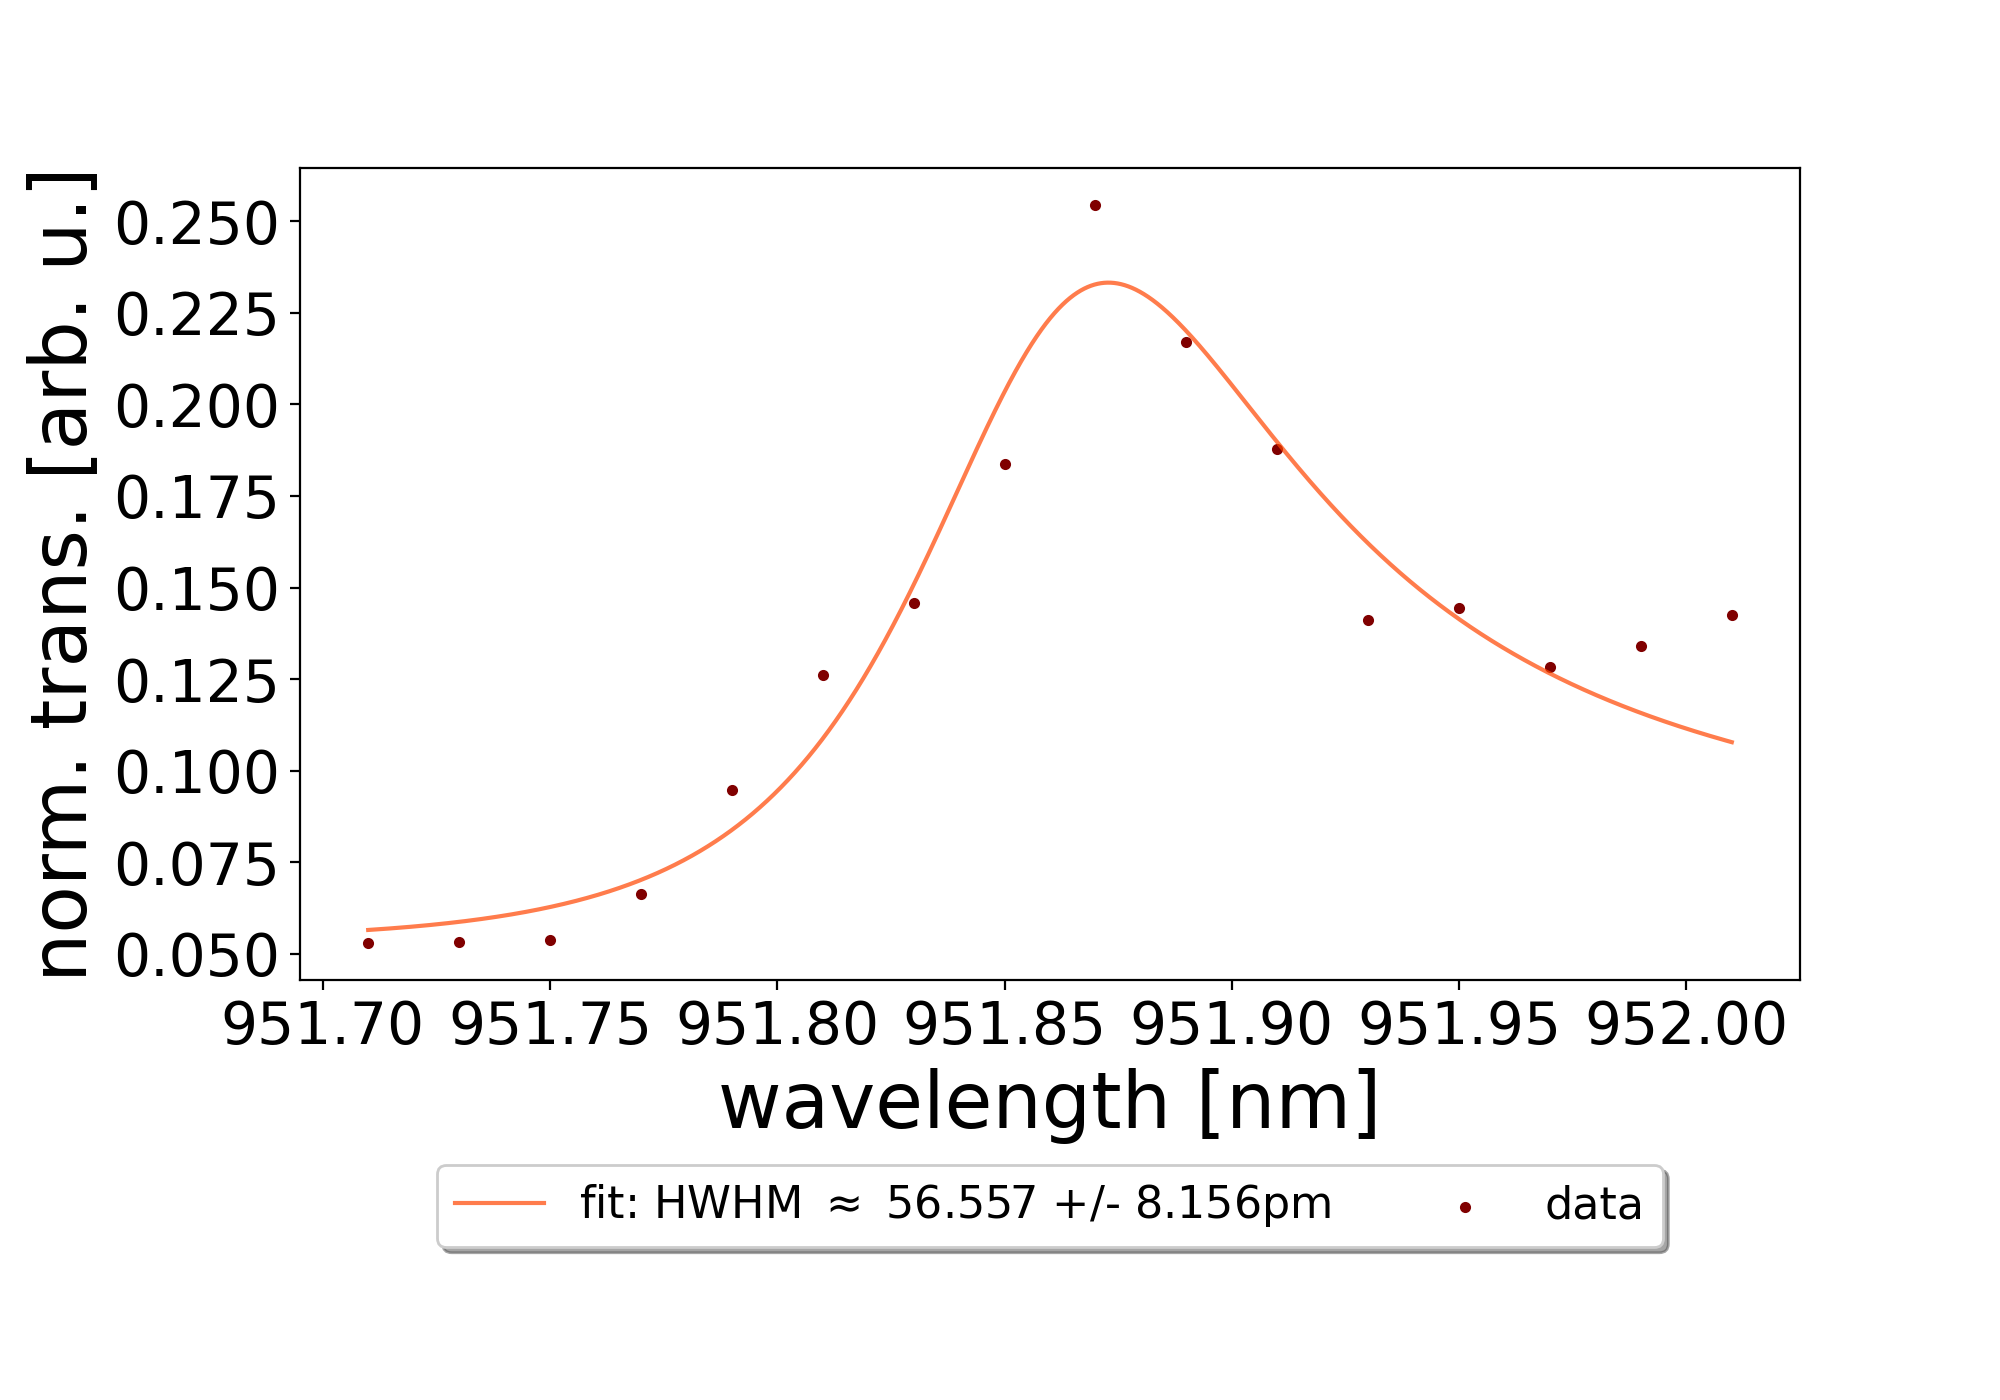 norm. trans. [arb. u.]
0.250
0.225
0.200
0.175
0.150
0.125
0.100
0.075
0.050
951.70 951.75 951.80 951.85 951.90 951.95 952.00
wavelength [nm]
fit: HWHM ≈ 56.557 +/- 8.156pm data